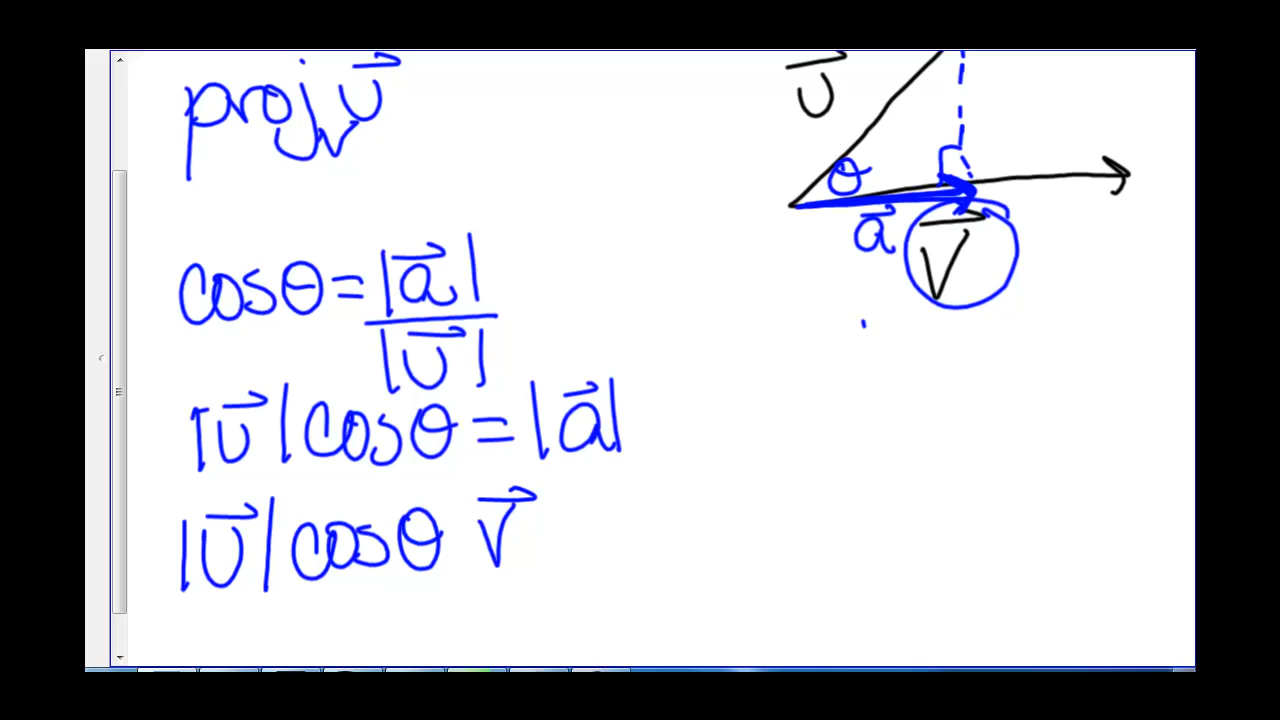 proj_v u⃗
u⃗
θ
a⃗
v⃗
cosθ = |a⃗| / |u⃗|
|u⃗| cosθ = |a⃗|
|u⃗| cosθ v⃗